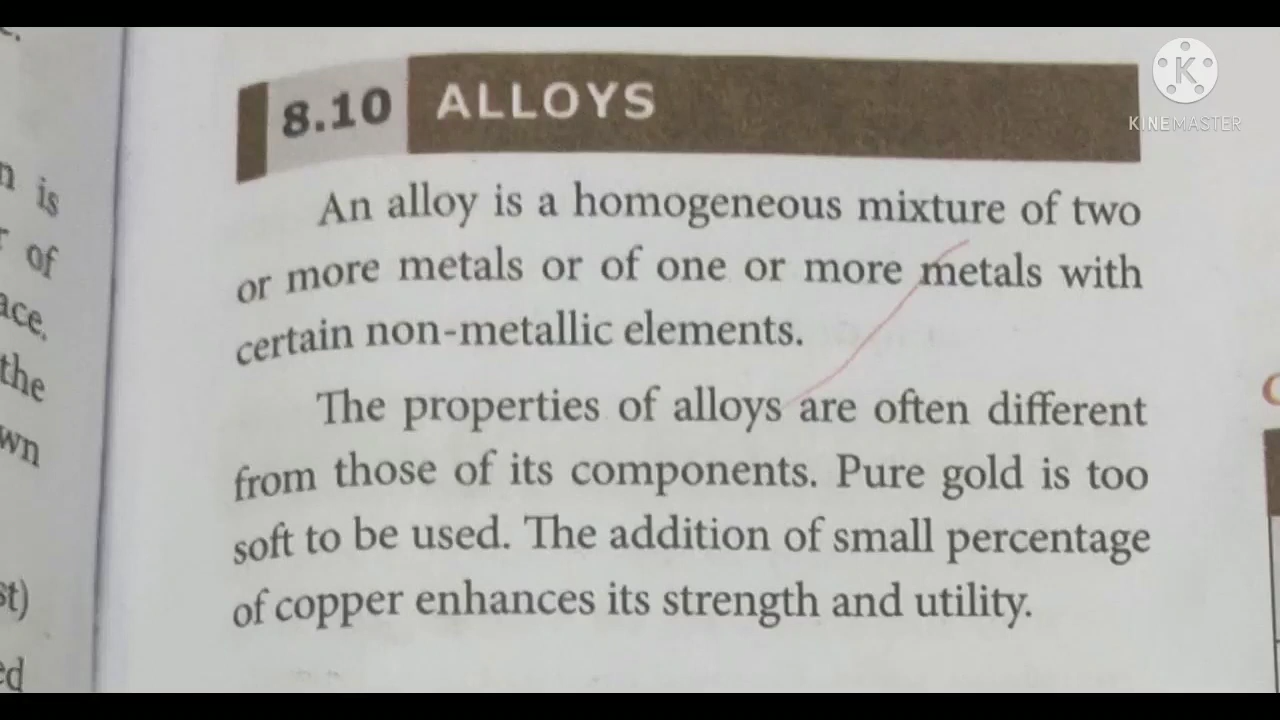 8.10 ALLOYS
KINEMASTER
An alloy is a homogeneous mixture of two
or more metals or of one or more metals with
certain non-metallic elements.
The properties of alloys are often different
from those of its components. Pure gold is too
soft to be used. The addition of small percentage
of copper enhances its strength and utility.
is
of
the